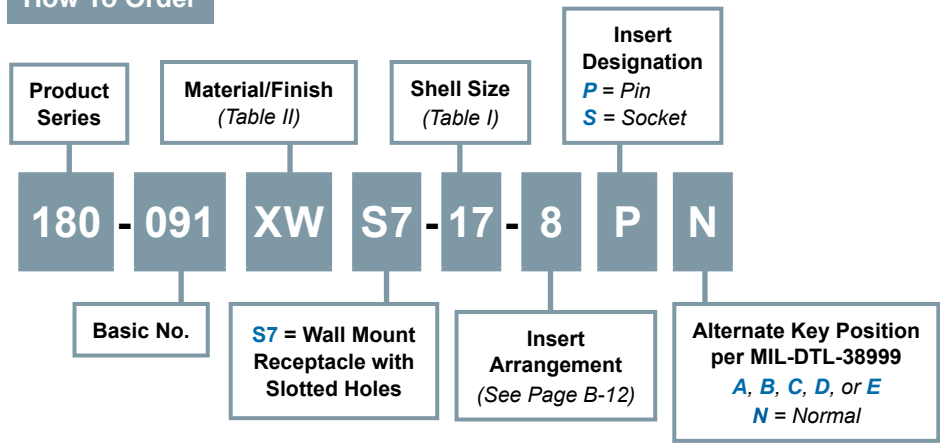 How To Order
Product
Series
Material/Finish
(Table II)
Shell Size
(Table I)
Insert
Designation
P = Pin
S = Socket
180 - 091 XW S7 - 17 - 8 P N
Basic No.
S7 = Wall Mount
Receptacle with
Slotted Holes
Insert
Arrangement
(See Page B-12)
Alternate Key Position
per MIL-DTL-38999
A, B, C, D, or E
N = Normal